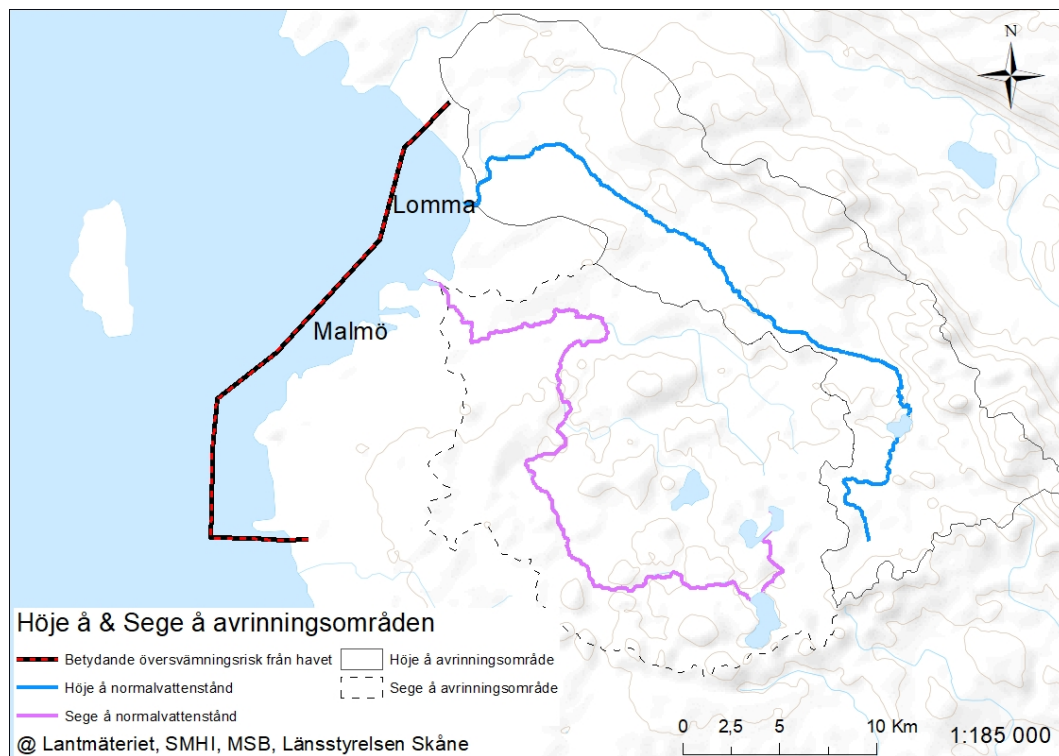 N
Lomma
Malmö
Höje å & Sege å avrinningsområden
Betydande översvämningsrisk från havet
Höje å avrinningsområde
Höje å normalvattenstånd
Sege å avrinningsområde
Sege å normalvattenstånd
@ Lantmäteriet, SMHI, MSB, Länsstyrelsen Skåne
0 2,5 5 10 Km
1:185 000